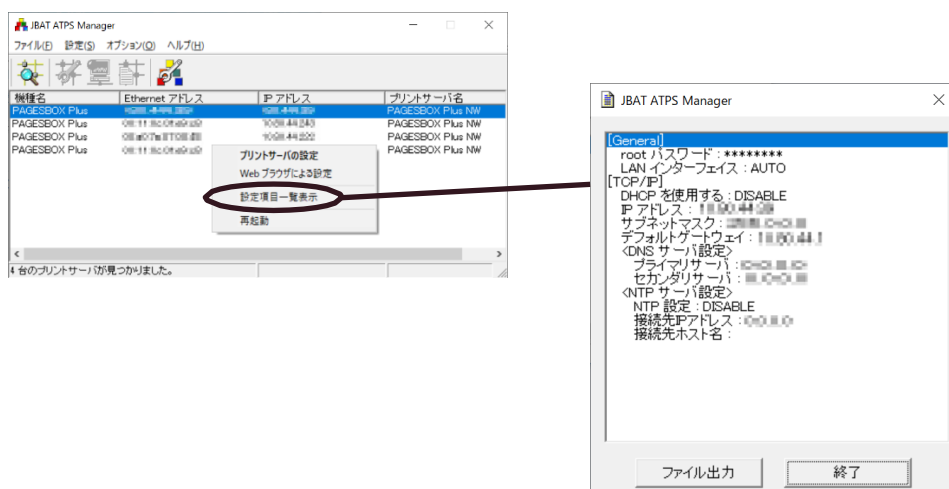 JBAT ATPS Manager
ファイル(F) 設定(S) オプション(O) ヘルプ(H)
機種名 Ethernet アドレス IP アドレス プリントサーバ名
PAGESBOX Plus PAGESBOX Plus NW
PAGESBOX Plus PAGESBOX Plus NW
PAGESBOX Plus PAGESBOX Plus NW
PAGESBOX Plus PAGESBOX Plus NW
プリントサーバの設定
Web ブラウザによる設定
設定項目一覧表示
再起動
4 台のプリントサーバが見つかりました。
JBAT ATPS Manager
[General]
root パスワード : ********
LAN インターフェイス : AUTO
[TCP/IP]
DHCP を使用する : DISABLE
IP アドレス :
サブネットマスク :
デフォルトゲートウェイ :
<DNS サーバ設定>
プライマリサーバ :
セカンダリサーバ :
<NTP サーバ設定>
NTP 設定 : DISABLE
接続先IPアドレス :
接続先ホスト名 :
ファイル出力 終了